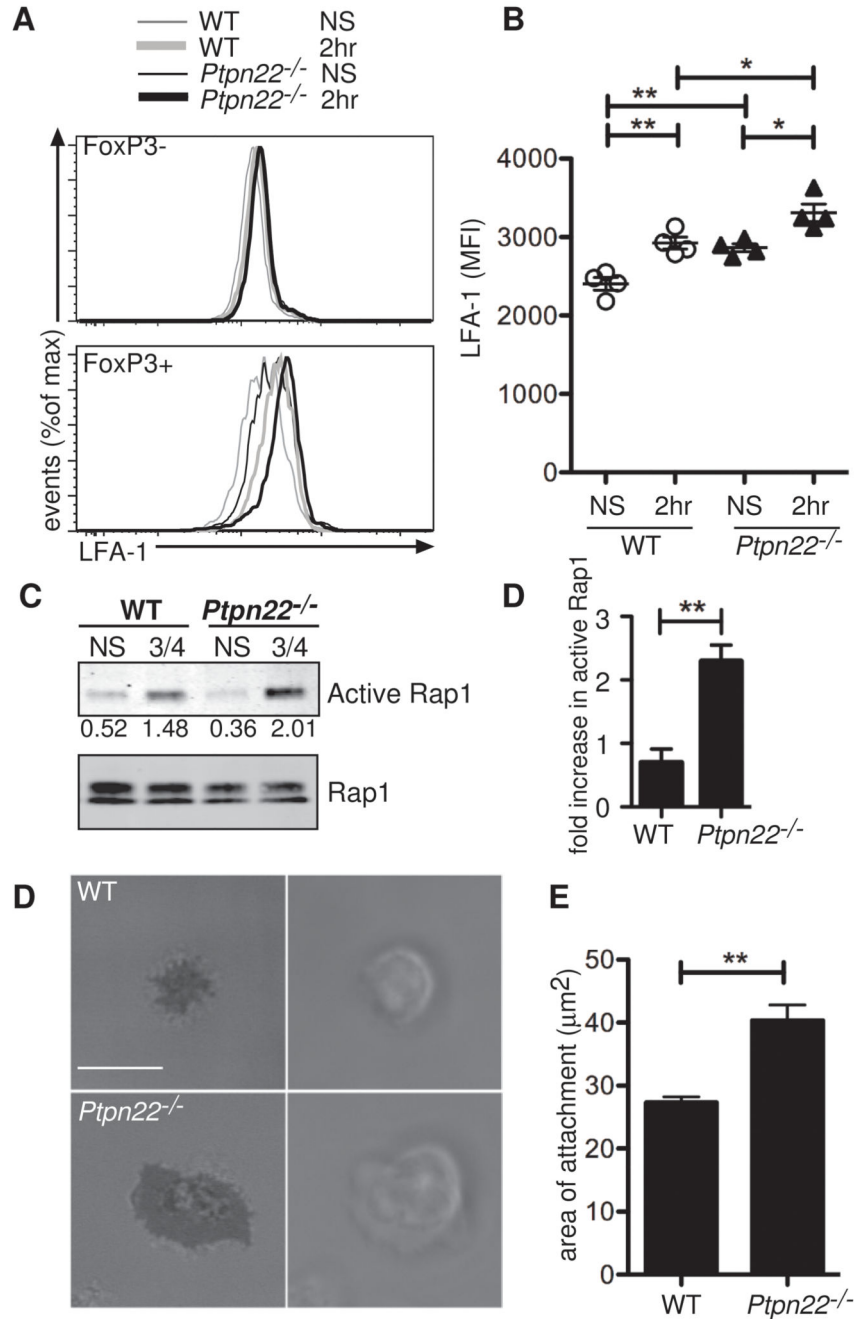 A
WT NS
WT 2hr
Ptpn22-/- NS
Ptpn22-/- 2hr
FoxP3-
FoxP3+
events (%of max)
LFA-1
B
*
**
**
*
LFA-1 (MFI)
4000
3000
2000
1000
0
NS 2hr NS 2hr
WT Ptpn22-/-
C
WT Ptpn22-/-
NS 3/4 NS 3/4
Active Rap1
0.52 1.48 0.36 2.01
Rap1
D
fold increase in active Rap1
**
3
2
1
0
WT Ptpn22-/-
D
WT
Ptpn22-/-
E
area of attachment (µm2)
**
50
40
30
20
10
0
WT Ptpn22-/-